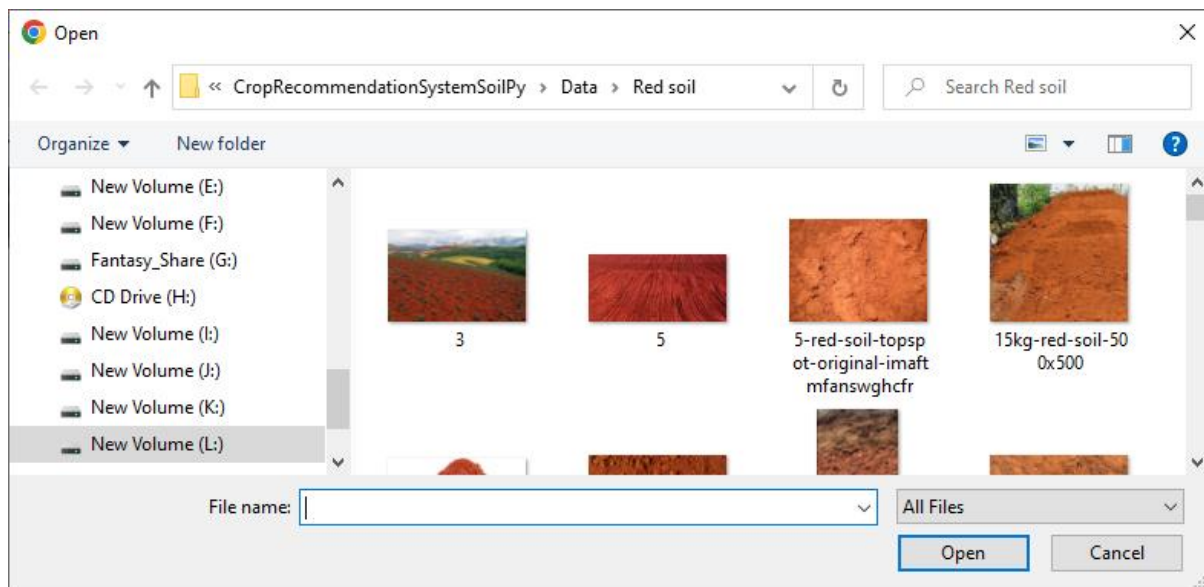 Open
« CropRecommendationSystemSoilPy › Data › Red soil
Search Red soil
Organize
New folder
New Volume (E:)
New Volume (F:)
Fantasy_Share (G:)
CD Drive (H:)
New Volume (I:)
New Volume (J:)
New Volume (K:)
New Volume (L:)
3
5
5-red-soil-topsp
ot-original-imaft
mfanswghcfr
15kg-red-soil-50
0x500
File name:
All Files
Open
Cancel